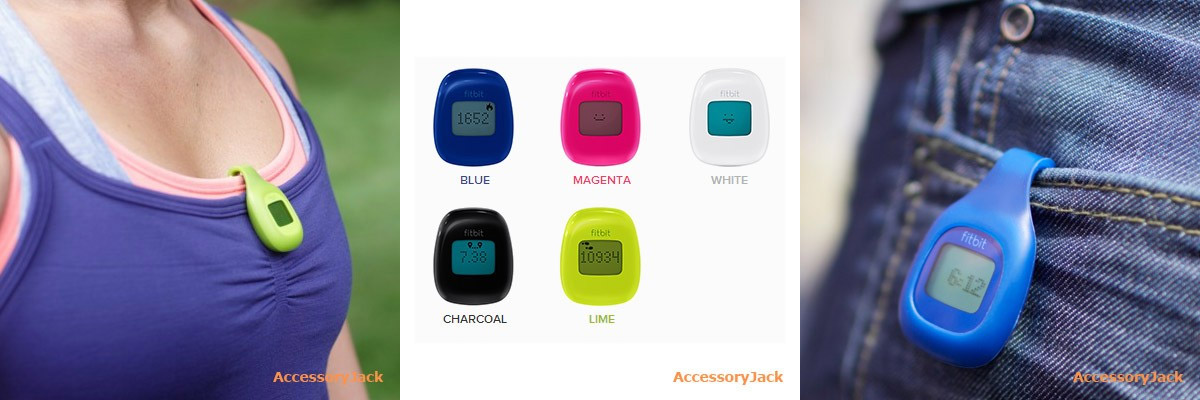 fitbit
1652
BLUE
fitbit
MAGENTA
fitbit
WHITE
fitbit
7.38
CHARCOAL
fitbit
10934
LIME
AccessoryJack
AccessoryJack
fitbit
6:12
AccessoryJack